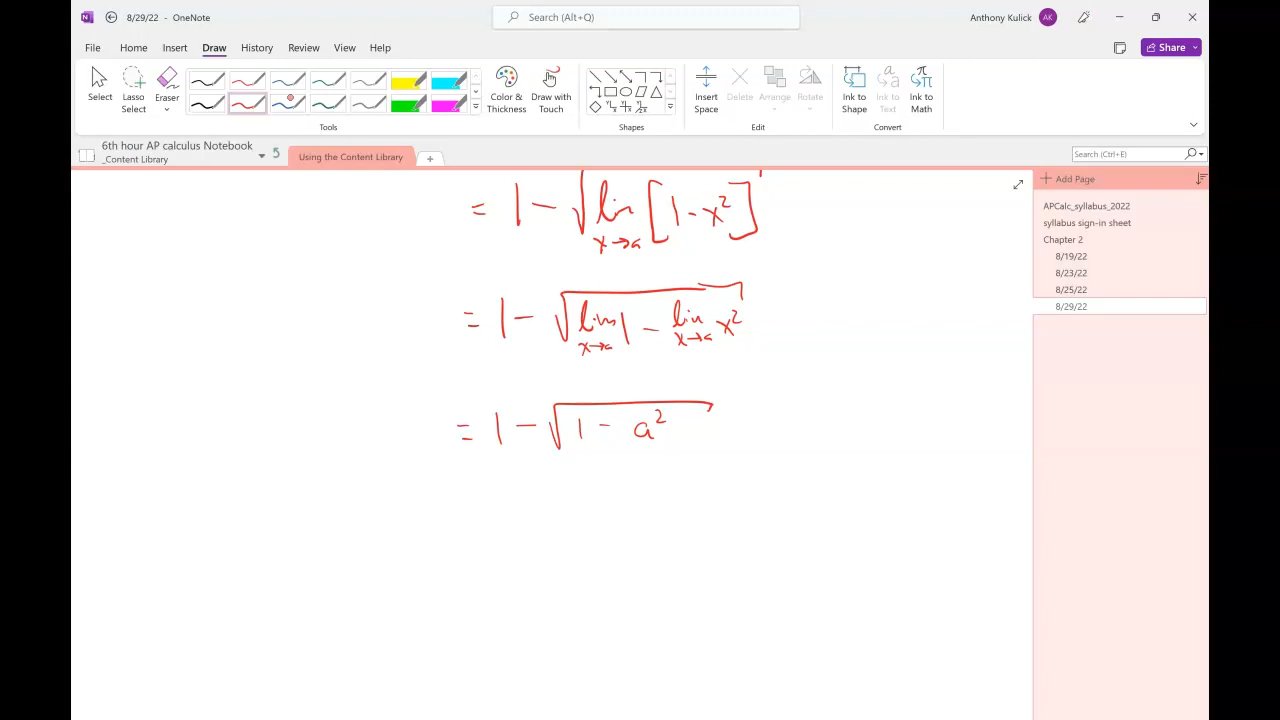 8/29/22 - OneNote
Search (Alt+Q)
Anthony Kulick AK
File Home Insert Draw History Review View Help
Share
Select
Lasso Select
Eraser
Color & Thickness
Draw with Touch
Insert Space
Delete
Arrange
Rotate
Ink to Shape
Ink to Text
Ink to Math
Tools Shapes Edit Convert
6th hour AP calculus Notebook
_Content Library
Using the Content Library
+
Search (Ctrl+E)
Add Page
APCalc_syllabus_2022
syllabus sign-in sheet
Chapter 2
8/19/22
8/23/22
8/25/22
8/29/22
= 1 - √ lim x→a [1 - x²]
= 1 - √ lim x→a 1 - lim x→a x²
= 1 - √ 1 - a²